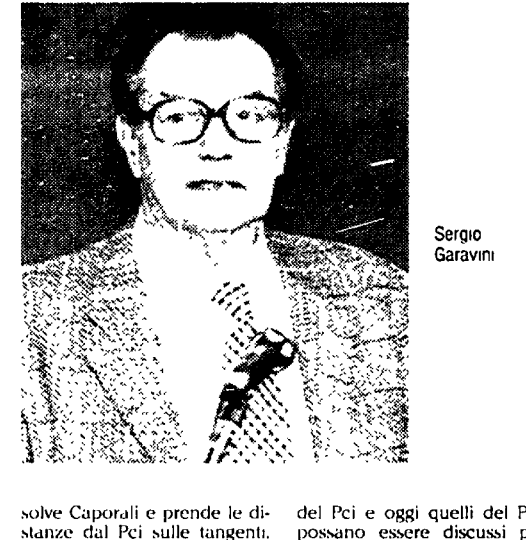 Sergio
Garavini
solve Caporali e prende le di-
stanze dal Pci sulle tangenti.
del Pci e oggi quelli del
possano essere discussi